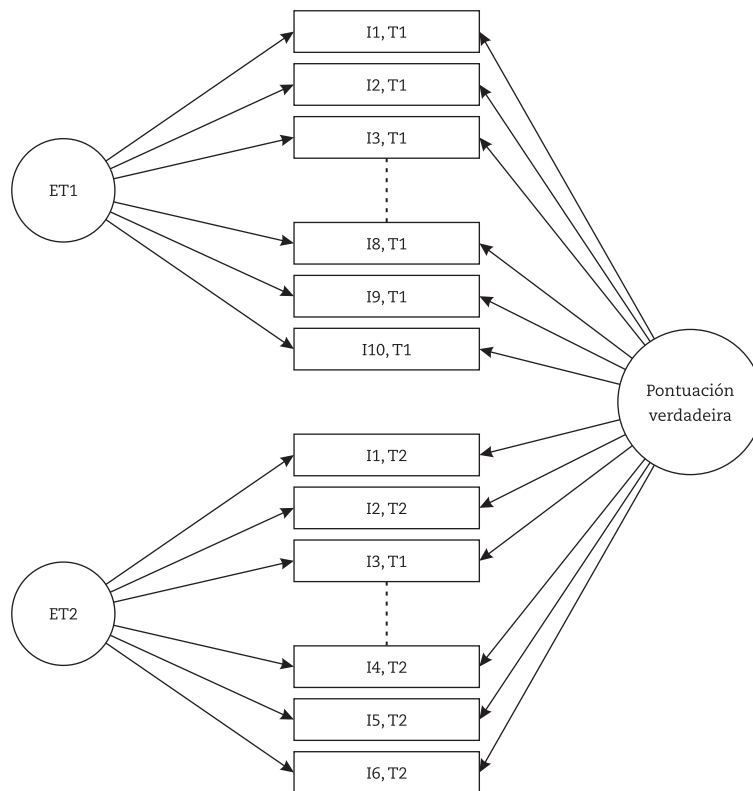 I1, T1
I2, T1
I3, T1
ET1
I8, T1
I9, T1
I10, T1
Pontuación
verdadeira
I1, T2
I2, T2
I3, T1
ET2
I4, T2
I5, T2
I6, T2